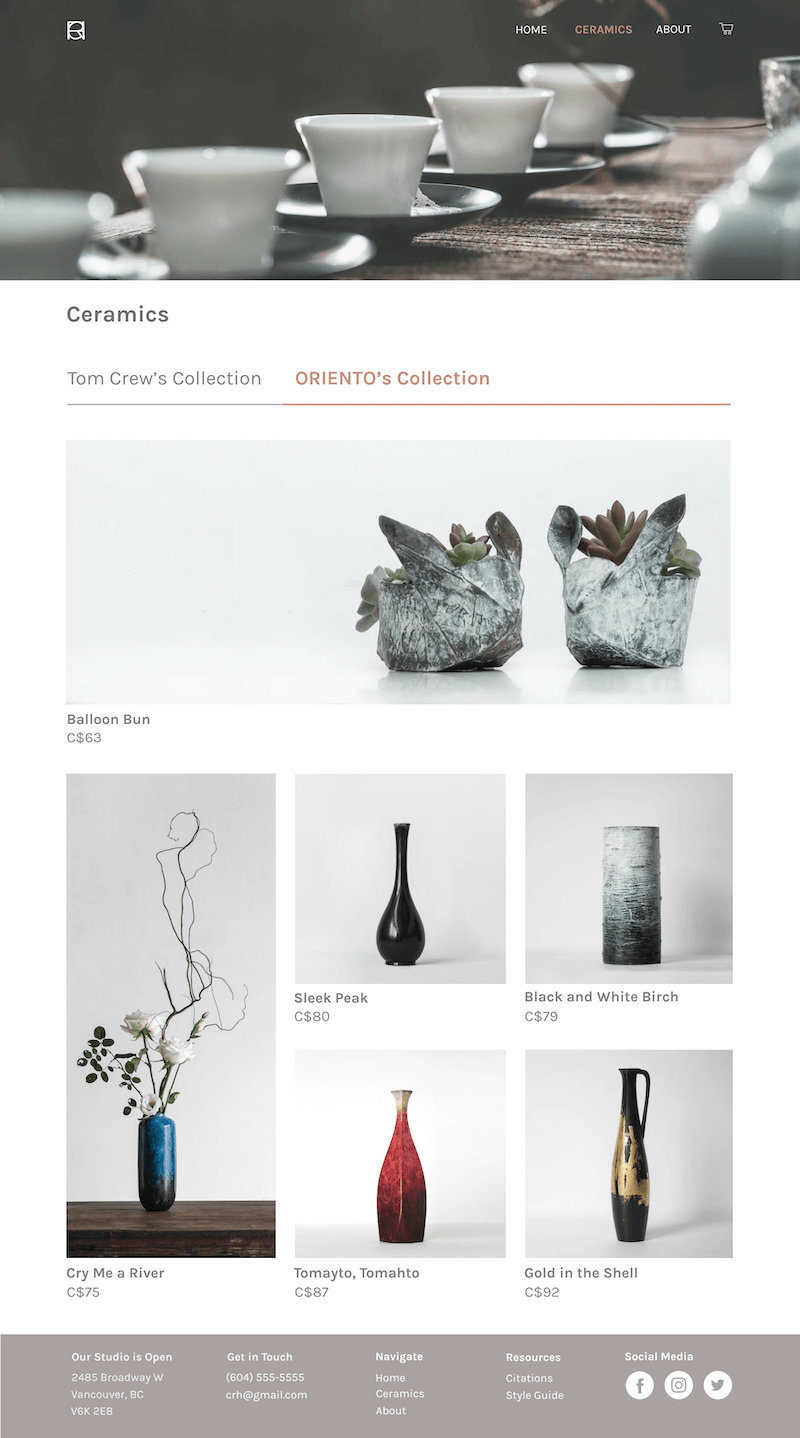 HOME CERAMICS ABOUT
Ceramics
Tom Crew’s Collection ORIENTO’s Collection
Balloon Bun
C$63
Sleek Peak
C$80
Black and White Birch
C$79
Cry Me a River
C$75
Tomayto, Tomahto
C$87
Gold in the Shell
C$92
Our Studio is Open
2485 Broadway W
Vancouver, BC
V6K 2E8
Get in Touch
(604) 555-5555
crh@gmail.com
Navigate
Home
Ceramics
About
Resources
Citations
Style Guide
Social Media